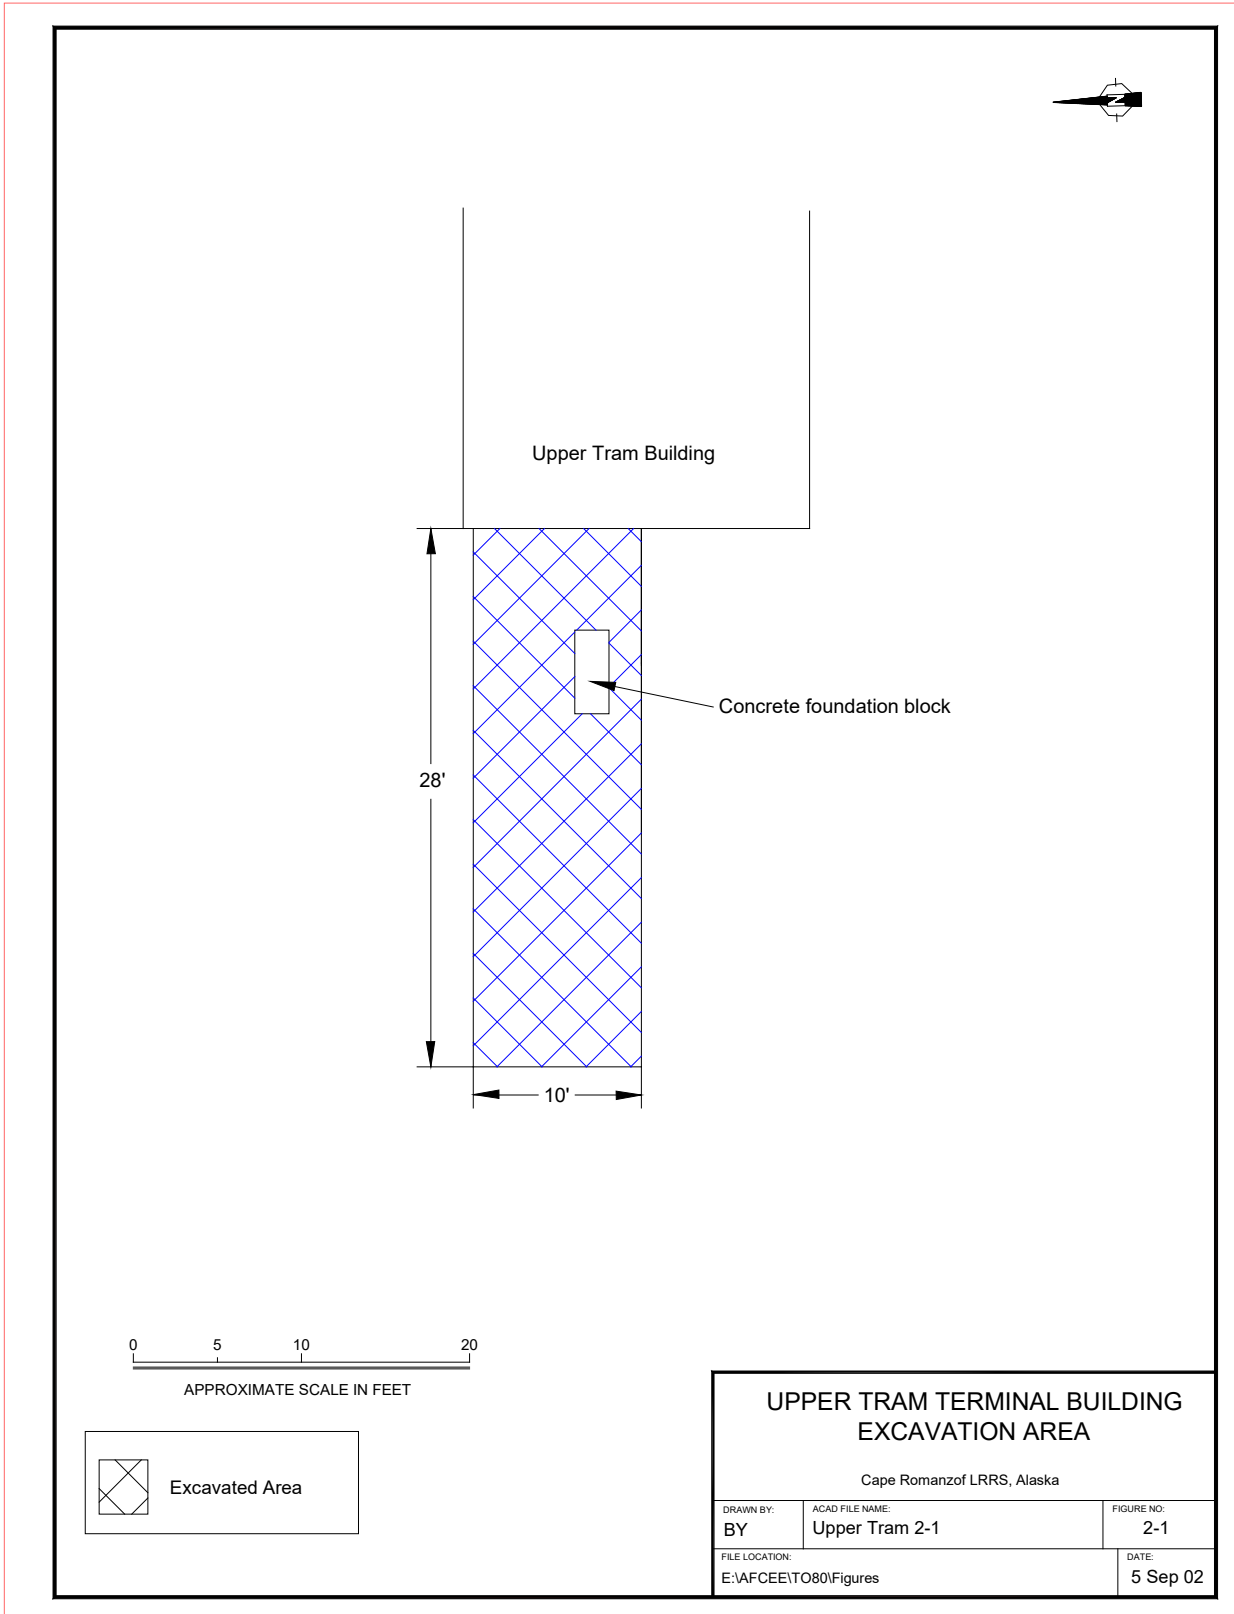 N
Upper Tram Building
Concrete foundation block
28'
10'
0 5 10 20
APPROXIMATE SCALE IN FEET
Excavated Area
UPPER TRAM TERMINAL BUILDING
EXCAVATION AREA
Cape Romanzof LRRS, Alaska
DRAWN BY: ACAD FILE NAME: FIGURE NO:
BY Upper Tram 2-1 2-1
FILE LOCATION: DATE:
E:\AFCEE\TO80\Figures 5 Sep 02